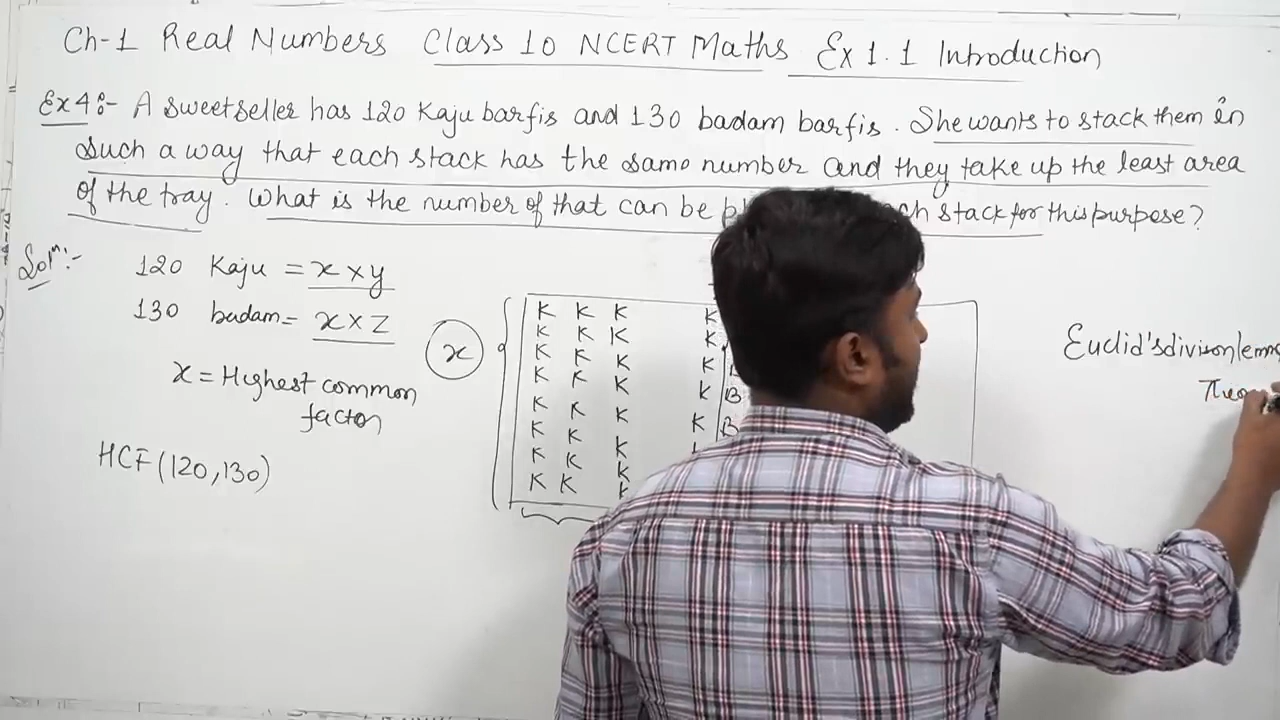 Ch-1 Real Numbers Class 10 NCERT Maths Ex 1.1 Introduction
Ex 4:- A sweetseller has 120 Kaju barfis and 130 badam barfis. She wants to stack them in
such a way that each stack has the same number and they take up the least area
of the tray. What is the number of that can be stack for this purpose?
Soln:-
120 Kaju = x × y
130 badam = x × z
x = Highest common
factor
HCF (120,130)
x
K K K K
K K K K
K K K K
K K K K B
K K K K B
K K K
K K K
K K K
Euclid's divison